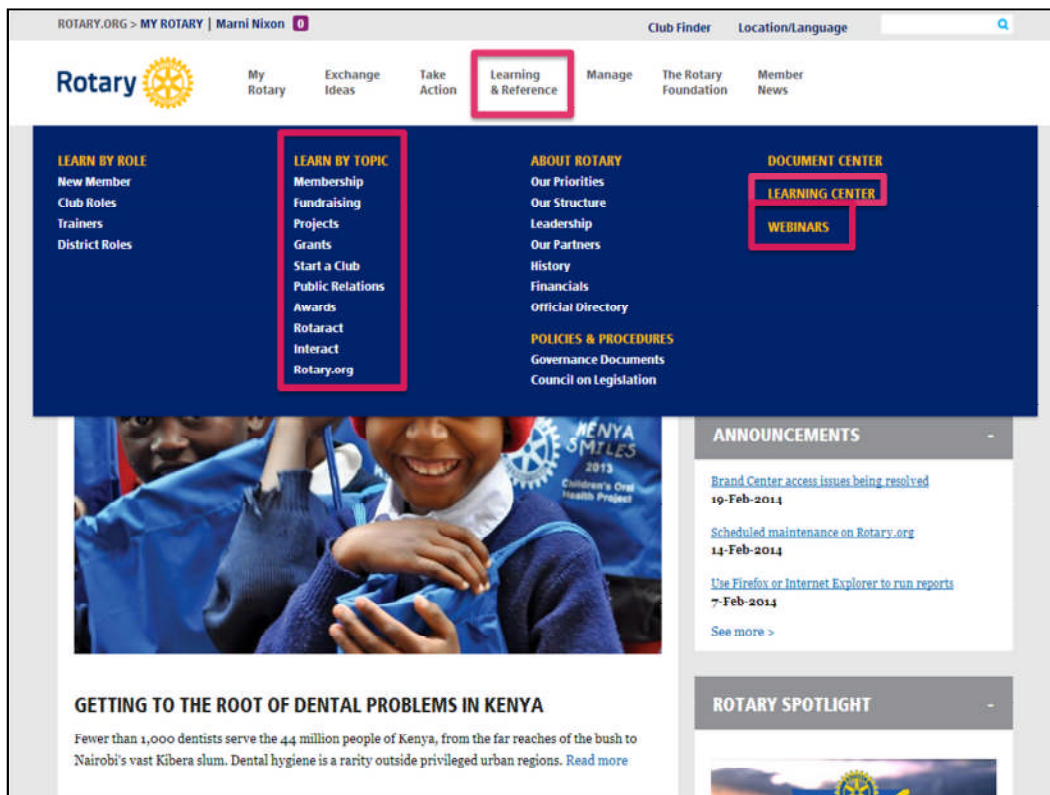 ROTARY.ORG > MY ROTARY | Marni Nixon 0
Club Finder
Location/Language
Rotary
My
Rotary
Exchange
Ideas
Take
Action
Learning
& Reference
Manage
The Rotary
Foundation
Member
News
LEARN BY ROLE
New Member
Club Roles
Trainers
District Roles
LEARN BY TOPIC
Membership
Fundraising
Projects
Grants
Start a Club
Public Relations
Awards
Rotaract
Interact
Rotary.org
ABOUT ROTARY
Our Priorities
Our Structure
Leadership
Our Partners
History
Financials
Official Directory
POLICIES & PROCEDURES
Governance Documents
Council on Legislation
DOCUMENT CENTER
LEARNING CENTER
WEBINARS
KENYA
SMILES
2013
Children's Oral
Health Project
ANNOUNCEMENTS -
Brand Center access issues being resolved
19-Feb-2014
Scheduled maintenance on Rotary.org
14-Feb-2014
Use Firefox or Internet Explorer to run reports
7-Feb-2014
See more >
GETTING TO THE ROOT OF DENTAL PROBLEMS IN KENYA
Fewer than 1,000 dentists serve the 44 million people of Kenya, from the far reaches of the bush to
Nairobi's vast Kibera slum. Dental hygiene is a rarity outside privileged urban regions. Read more
ROTARY SPOTLIGHT -